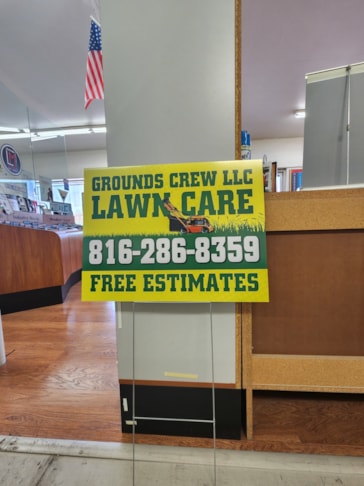 GROUNDS CREW LLC
LAWN CARE
816-286-8359
FREE ESTIMATES